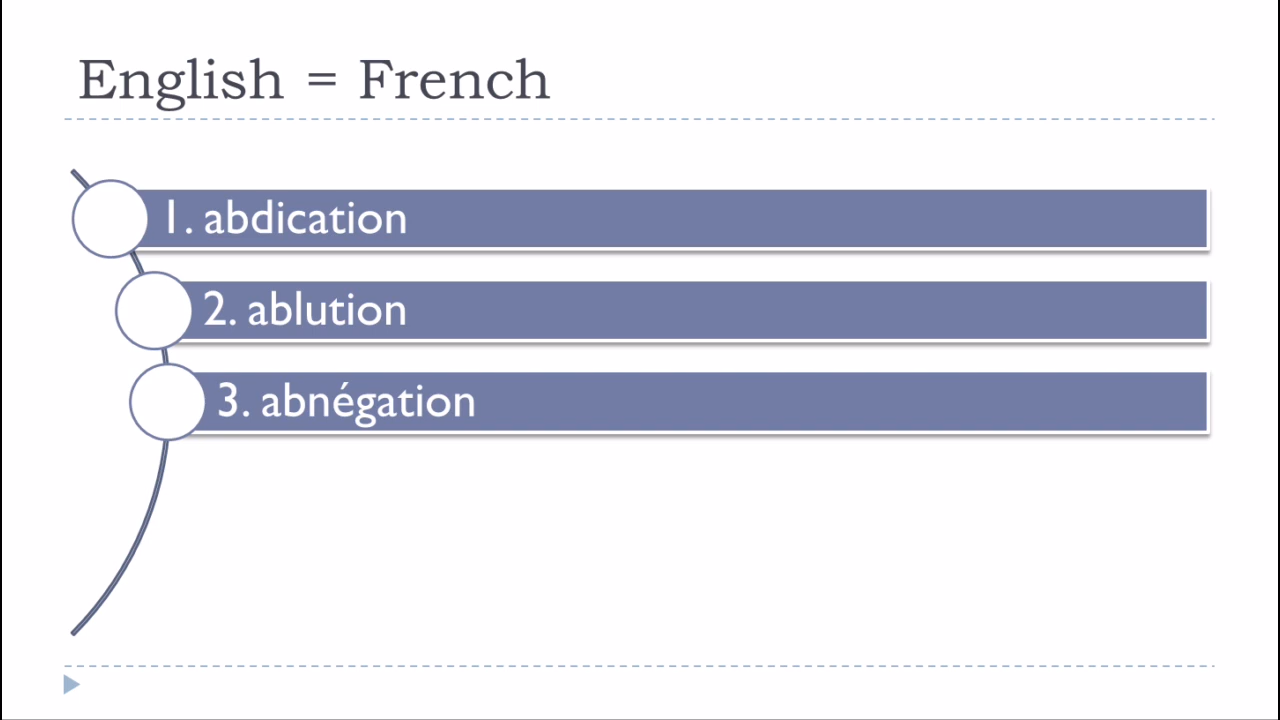 English = French
1. abdication
2. ablution
3. abnégation